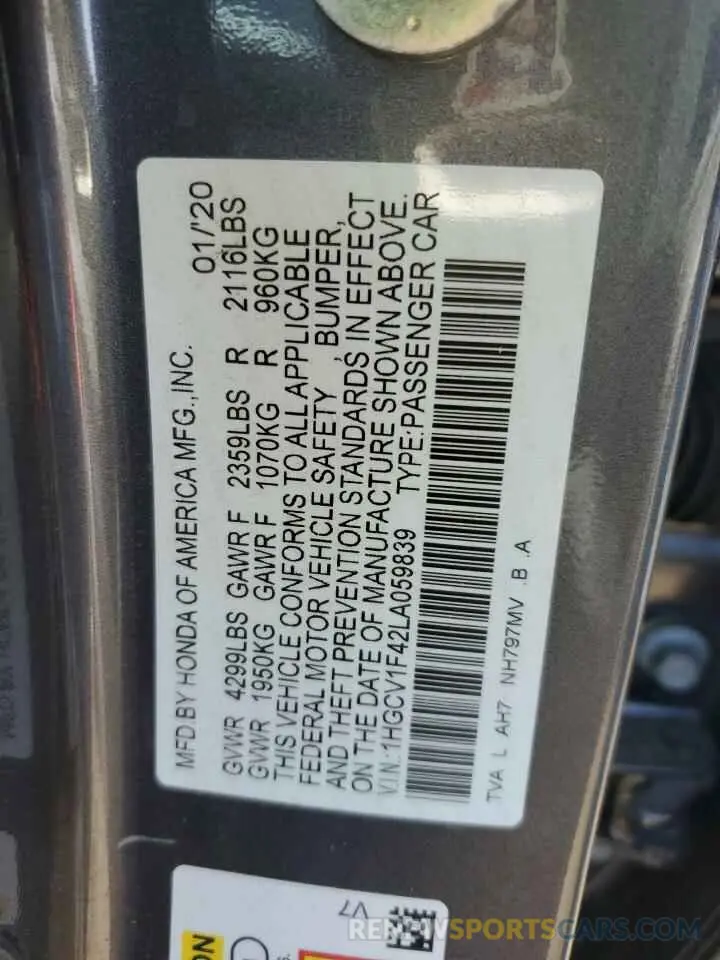 MFD.BY HONDA OF AMERICA MFG.,INC. 01/'20
GVWR 4299LBS GAWR F 2359LBS R 2116LBS
GVWR 1950KG GAWR F 1070KG R 960KG
THIS VEHICLE CONFORMS TO ALL APPLICABLE
FEDERAL MOTOR VEHICLE SAFETY , BUMPER,
AND THEFT PREVENTION STANDARDS IN EFFECT
ON THE DATE OF MANUFACTURE SHOWN ABOVE.
V.I.N.:1HGCV1F42LA059839 TYPE:PASSENGER CAR
TVA L AH7 NH797MV .B .A
V7
RENEWSPORTSCARS.COM